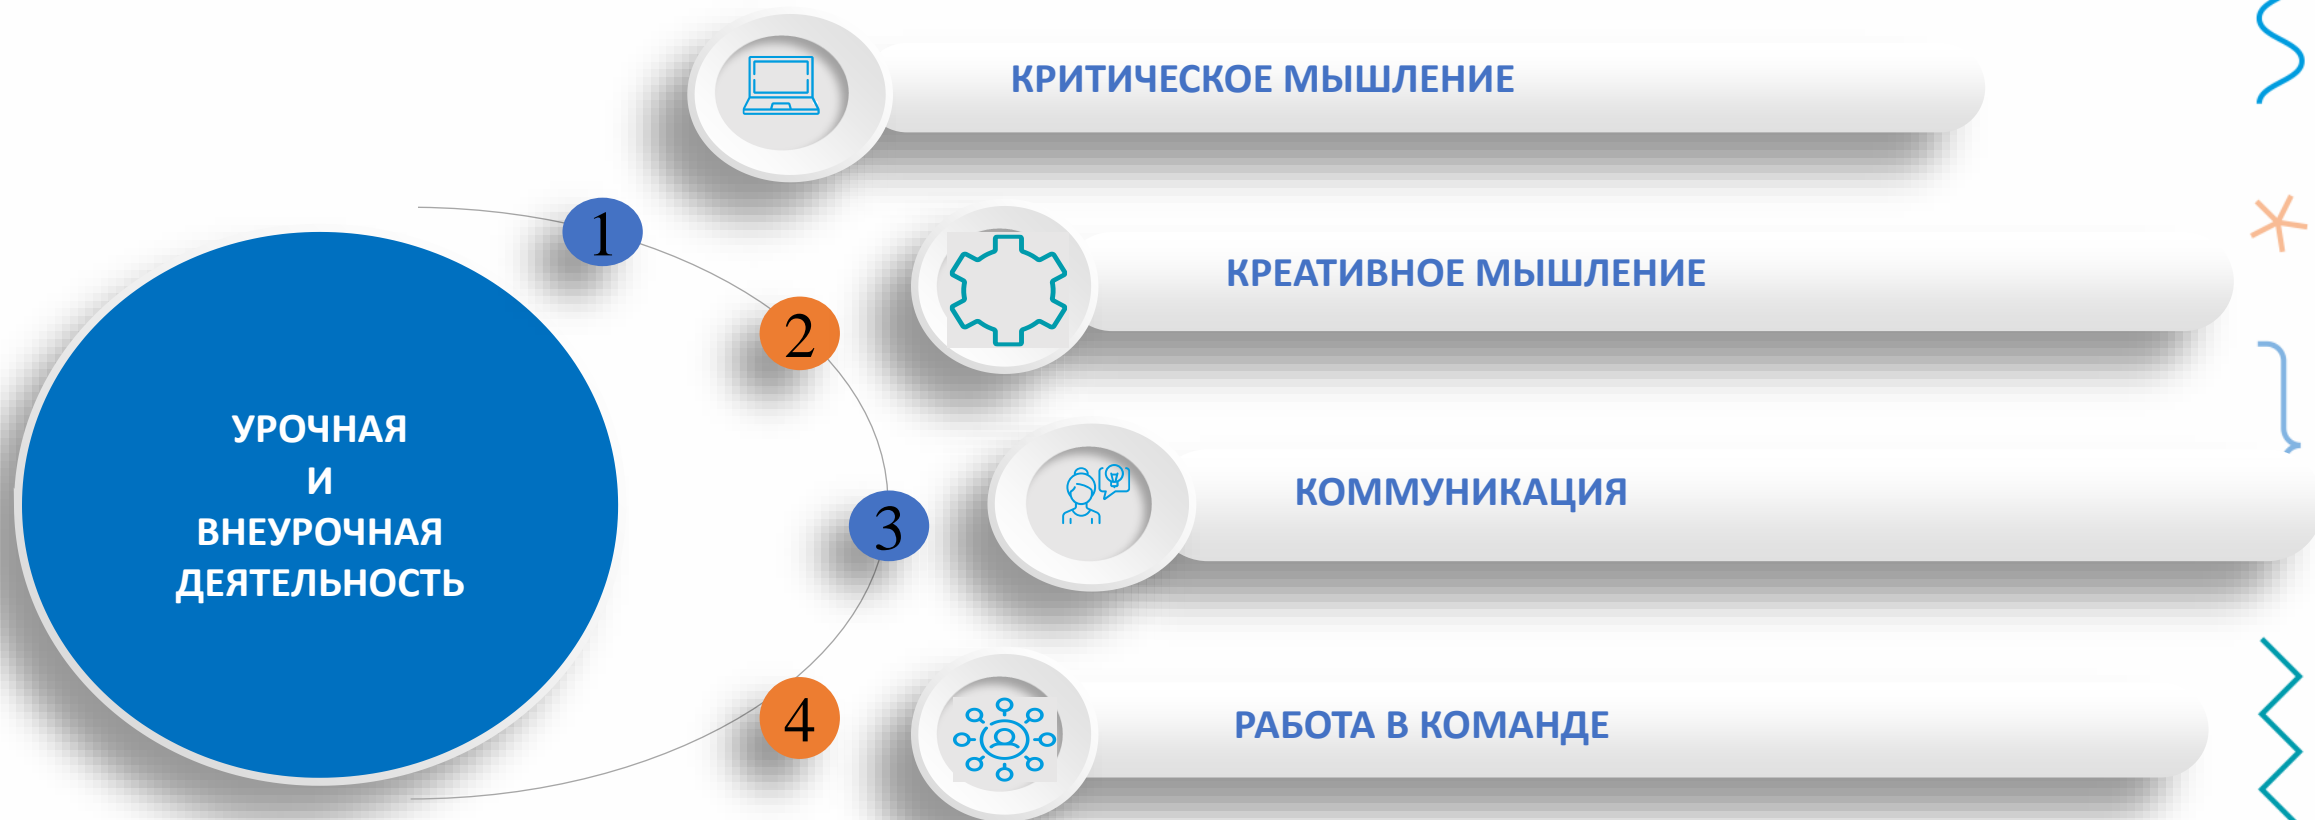 УРОЧНАЯ
И
ВНЕУРОЧНАЯ
ДЕЯТЕЛЬНОСТЬ
1
КРИТИЧЕСКОЕ МЫШЛЕНИЕ
2
КРЕАТИВНОЕ МЫШЛЕНИЕ
3
КОММУНИКАЦИЯ
4
РАБОТА В КОМАНДЕ